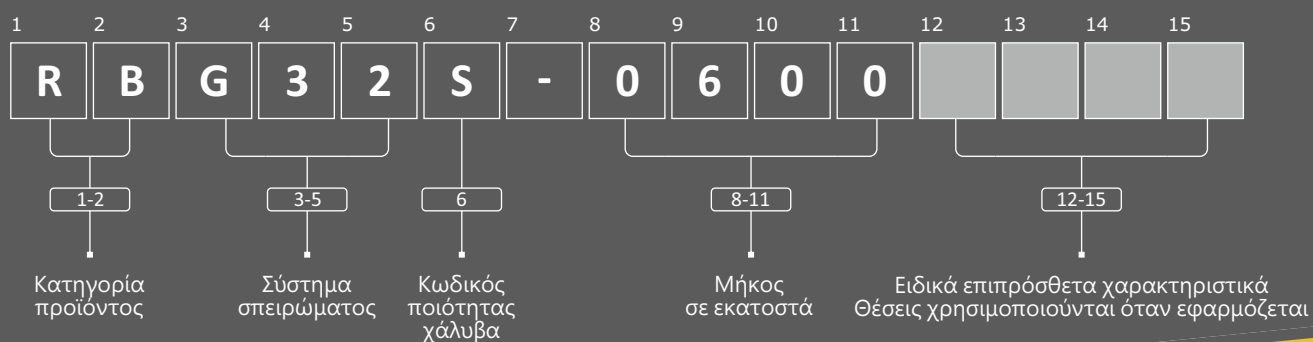 1 2 3 4 5 6 7 8 9 10 11 12 13 14 15
R B G 3 2 S - 0 6 0 0
1-2 3-5 6 8-11 12-15
Κατηγορία
προϊόντος
Σύστημα
σπειρώματος
Κωδικός
ποιότητας
χάλυβα
Μήκος
σε εκατοστά
Ειδικά επιπρόσθετα χαρακτηριστικά
Θέσεις χρησιμοποιούνται όταν εφαρμόζεται